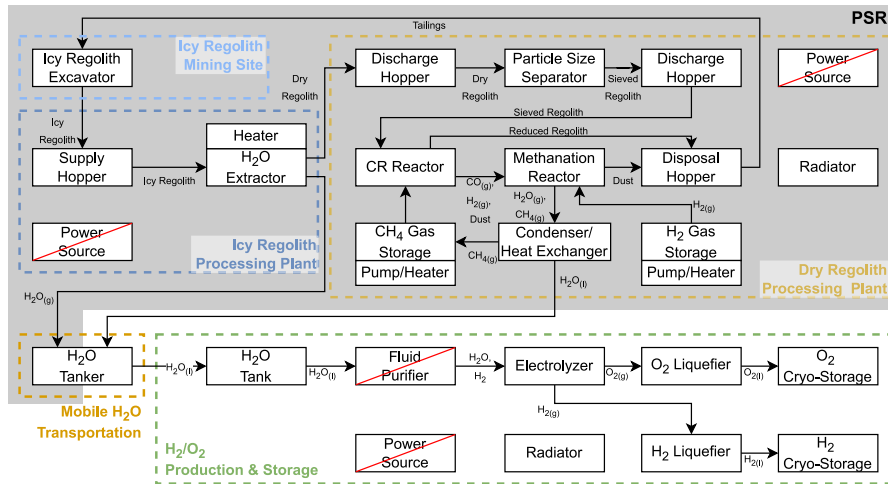 Tailings
PSR
Icy Regolith
Excavator
Icy Regolith
Mining Site
Dry
Regolith
Discharge
Hopper
Dry
Regolith
Particle Size
Separator
Sieved
Regolith
Discharge
Hopper
Power
Source
Icy
Regolith
Sieved Regolith
Reduced Regolith
Supply
Hopper
Icy Regolith
Heater
H₂O
Extractor
CR Reactor
CO(g),
H₂(g),
Dust
Methanation
Reactor
Dust
Disposal
Hopper
Radiator
H₂O(g),
CH₄(g)
H₂(g)
Power
Source
Icy Regolith
Processing Plant
CH₄ Gas
Storage
Pump/Heater
CH₄(g)
Condenser/
Heat Exchanger
H₂ Gas
Storage
Pump/Heater
Dry Regolith
Processing Plant
H₂O(g)
H₂O(l)
H₂O
Tanker
H₂O(l)
H₂O
Tank
H₂O(l)
Fluid
Purifier
H₂O,
H₂
Electrolyzer
O₂(g)
O₂ Liquefier
O₂(l)
O₂
Cryo-Storage
Mobile H₂O
Transportation
H₂(g)
H₂/O₂
Production & Storage
Power
Source
Radiator
H₂ Liquefier
H₂(l)
H₂
Cryo-Storage